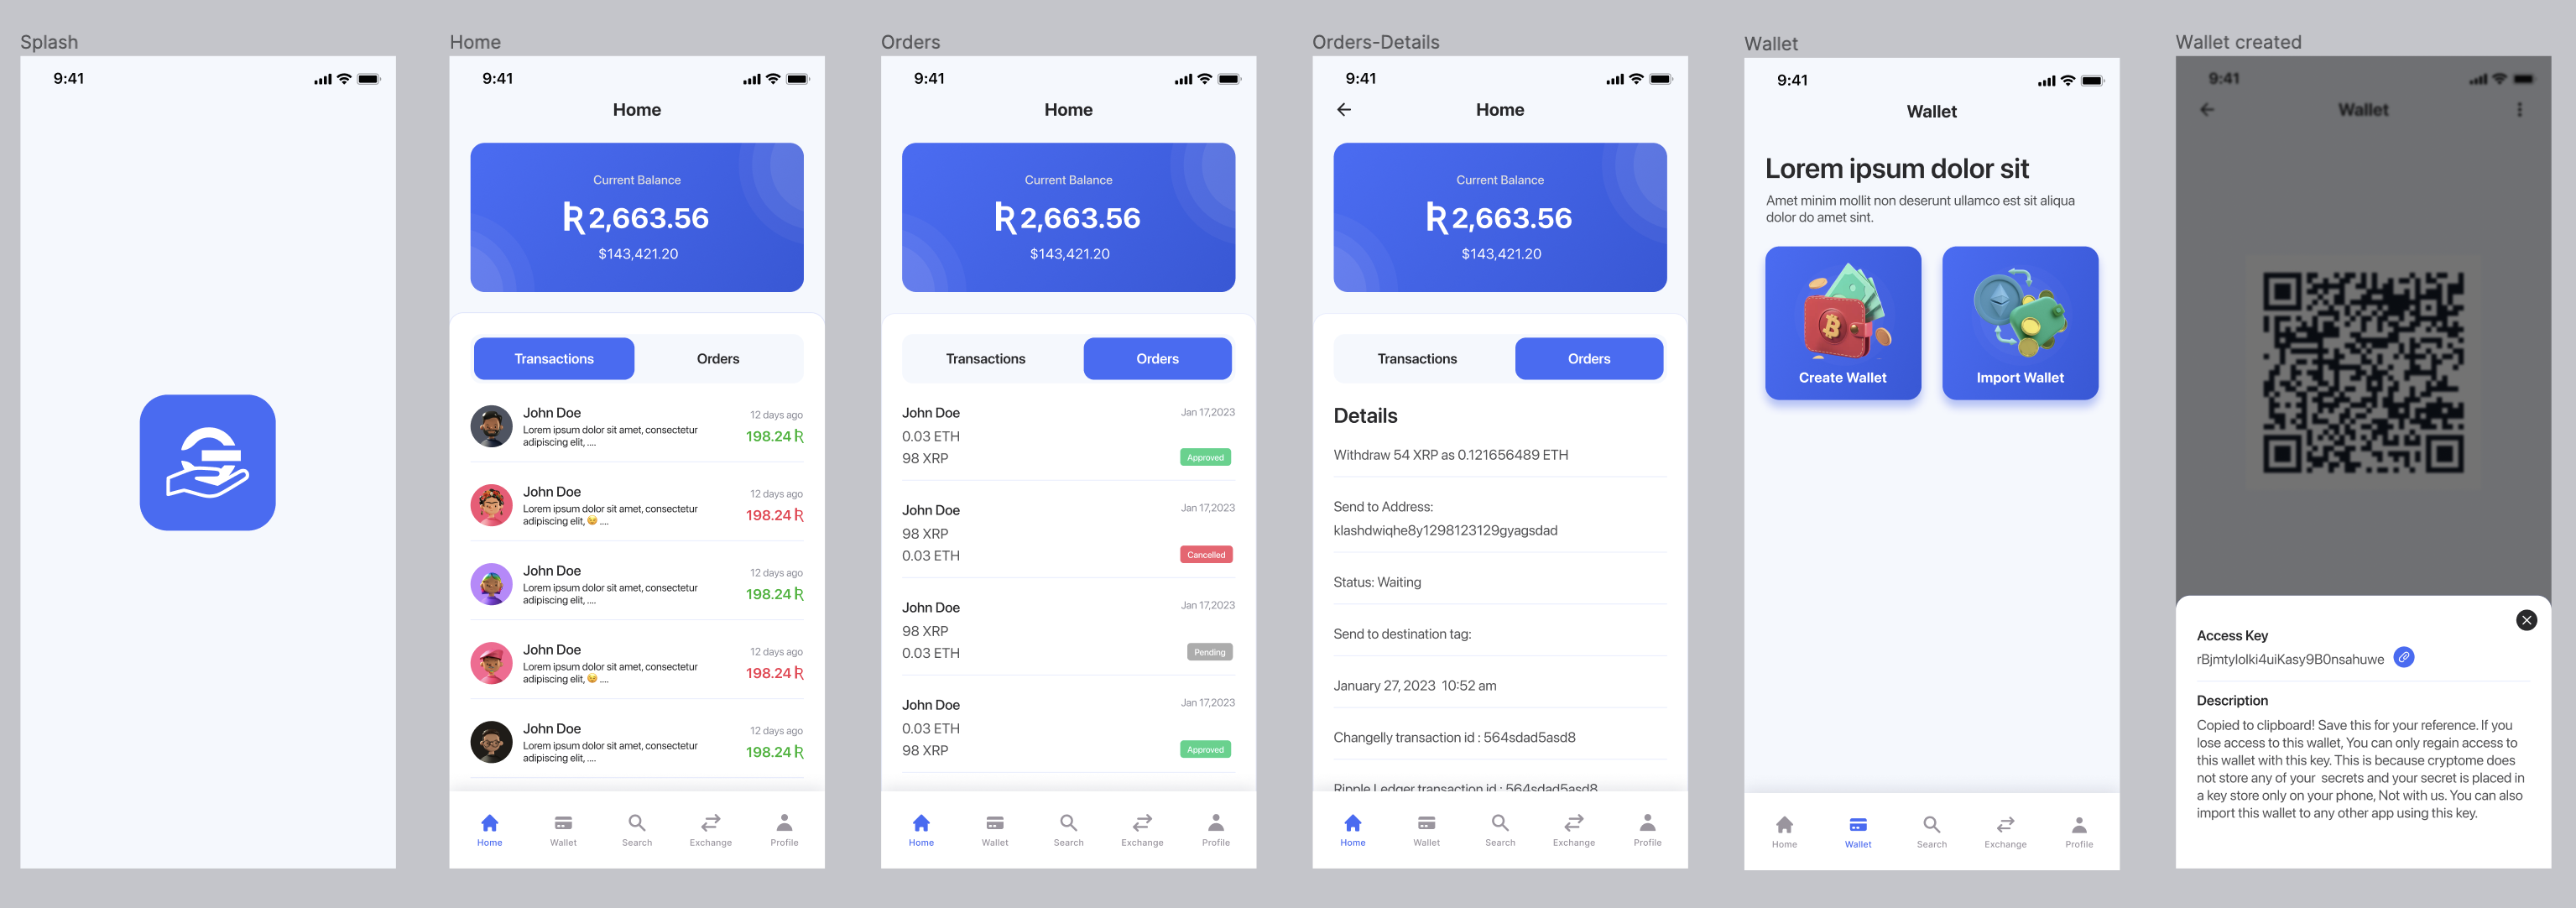 Splash
9:41
Home
9:41
Home
Current Balance
R 2,663.56
$143,421.20
Transactions
Orders
John Doe
12 days ago
Lorem ipsum dolor sit amet, consectetur
adipiscing elit, ....
198.24 R
John Doe
12 days ago
Lorem ipsum dolor sit amet, consectetur
adipiscing elit, 😉 ....
198.24 R
John Doe
12 days ago
Lorem ipsum dolor sit amet, consectetur
adipiscing elit, ....
198.24 R
John Doe
12 days ago
Lorem ipsum dolor sit amet, consectetur
adipiscing elit, 😉 ....
198.24 R
John Doe
12 days ago
Lorem ipsum dolor sit amet, consectetur
adipiscing elit, ....
198.24 R
Home
Wallet
Search
Exchange
Profile
Orders
9:41
Home
Current Balance
R 2,663.56
$143,421.20
Transactions
Orders
John Doe
Jan 17,2023
0.03 ETH
98 XRP
Approved
John Doe
Jan 17,2023
98 XRP
0.03 ETH
Cancelled
John Doe
Jan 17,2023
98 XRP
0.03 ETH
Pending
John Doe
Jan 17,2023
0.03 ETH
98 XRP
Approved
Home
Wallet
Search
Exchange
Profile
Orders-Details
9:41
Home
Current Balance
R 2,663.56
$143,421.20
Transactions
Orders
Details
Withdraw 54 XRP as 0.121656489 ETH
Send to Address:
klashdwiqhe8y1298123129gyagsdad
Status: Waiting
Send to destination tag:
January 27, 2023 10:52 am
Changelly transaction id : 564sdad5asd8
Ripple Ledger transaction id : 564sdad5asd8
Home
Wallet
Search
Exchange
Profile
Wallet
9:41
Wallet
Lorem ipsum dolor sit
Amet minim mollit non deserunt ullamco est sit aliqua
dolor do amet sint.
Create Wallet
Import Wallet
Home
Wallet
Search
Exchange
Profile
Wallet created
9:41
Wallet
Access Key
rBjmtylolki4uiKasy9B0nsahuwe
Description
Copied to clipboard! Save this for your reference. If you
lose access to this wallet, You can only regain access to
this wallet with this key. This is because cryptome does
not store any of your secrets and your secret is placed in
a key store only on your phone, Not with us. You can also
import this wallet to any other app using this key.